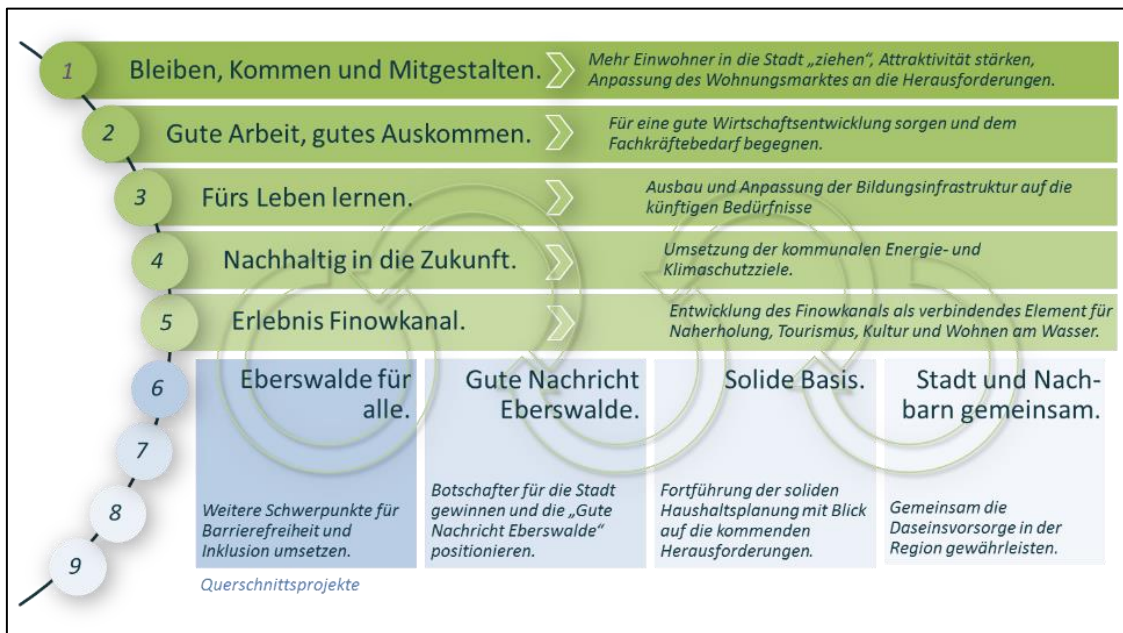 1
Bleiben, Kommen und Mitgestalten.
Mehr Einwohner in die Stadt „ziehen“, Attraktivität stärken,
Anpassung des Wohnungsmarktes an die Herausforderungen.
2
Gute Arbeit, gutes Auskommen.
Für eine gute Wirtschaftsentwicklung sorgen und dem
Fachkräftebedarf begegnen.
3
Fürs Leben lernen.
Ausbau und Anpassung der Bildungsinfrastruktur auf die
künftigen Bedürfnisse
4
Nachhaltig in die Zukunft.
Umsetzung der kommunalen Energie- und
Klimaschutzziele.
5
Erlebnis Finowkanal.
Entwicklung des Finowkanals als verbindendes Element für
Naherholung, Tourismus, Kultur und Wohnen am Wasser.
6
7
8
9
Eberswalde für
alle.
Weitere Schwerpunkte für
Barrierefreiheit und
Inklusion umsetzen.
Gute Nachricht
Eberswalde.
Botschafter für die Stadt
gewinnen und die „Gute
Nachricht Eberswalde“
positionieren.
Solide Basis.
Fortführung der soliden
Haushaltsplanung mit Blick
auf die kommenden
Herausforderungen.
Stadt und Nach-
barn gemeinsam.
Gemeinsam die
Daseinsvorsorge in der
Region gewährleisten.
Querschnittsprojekte